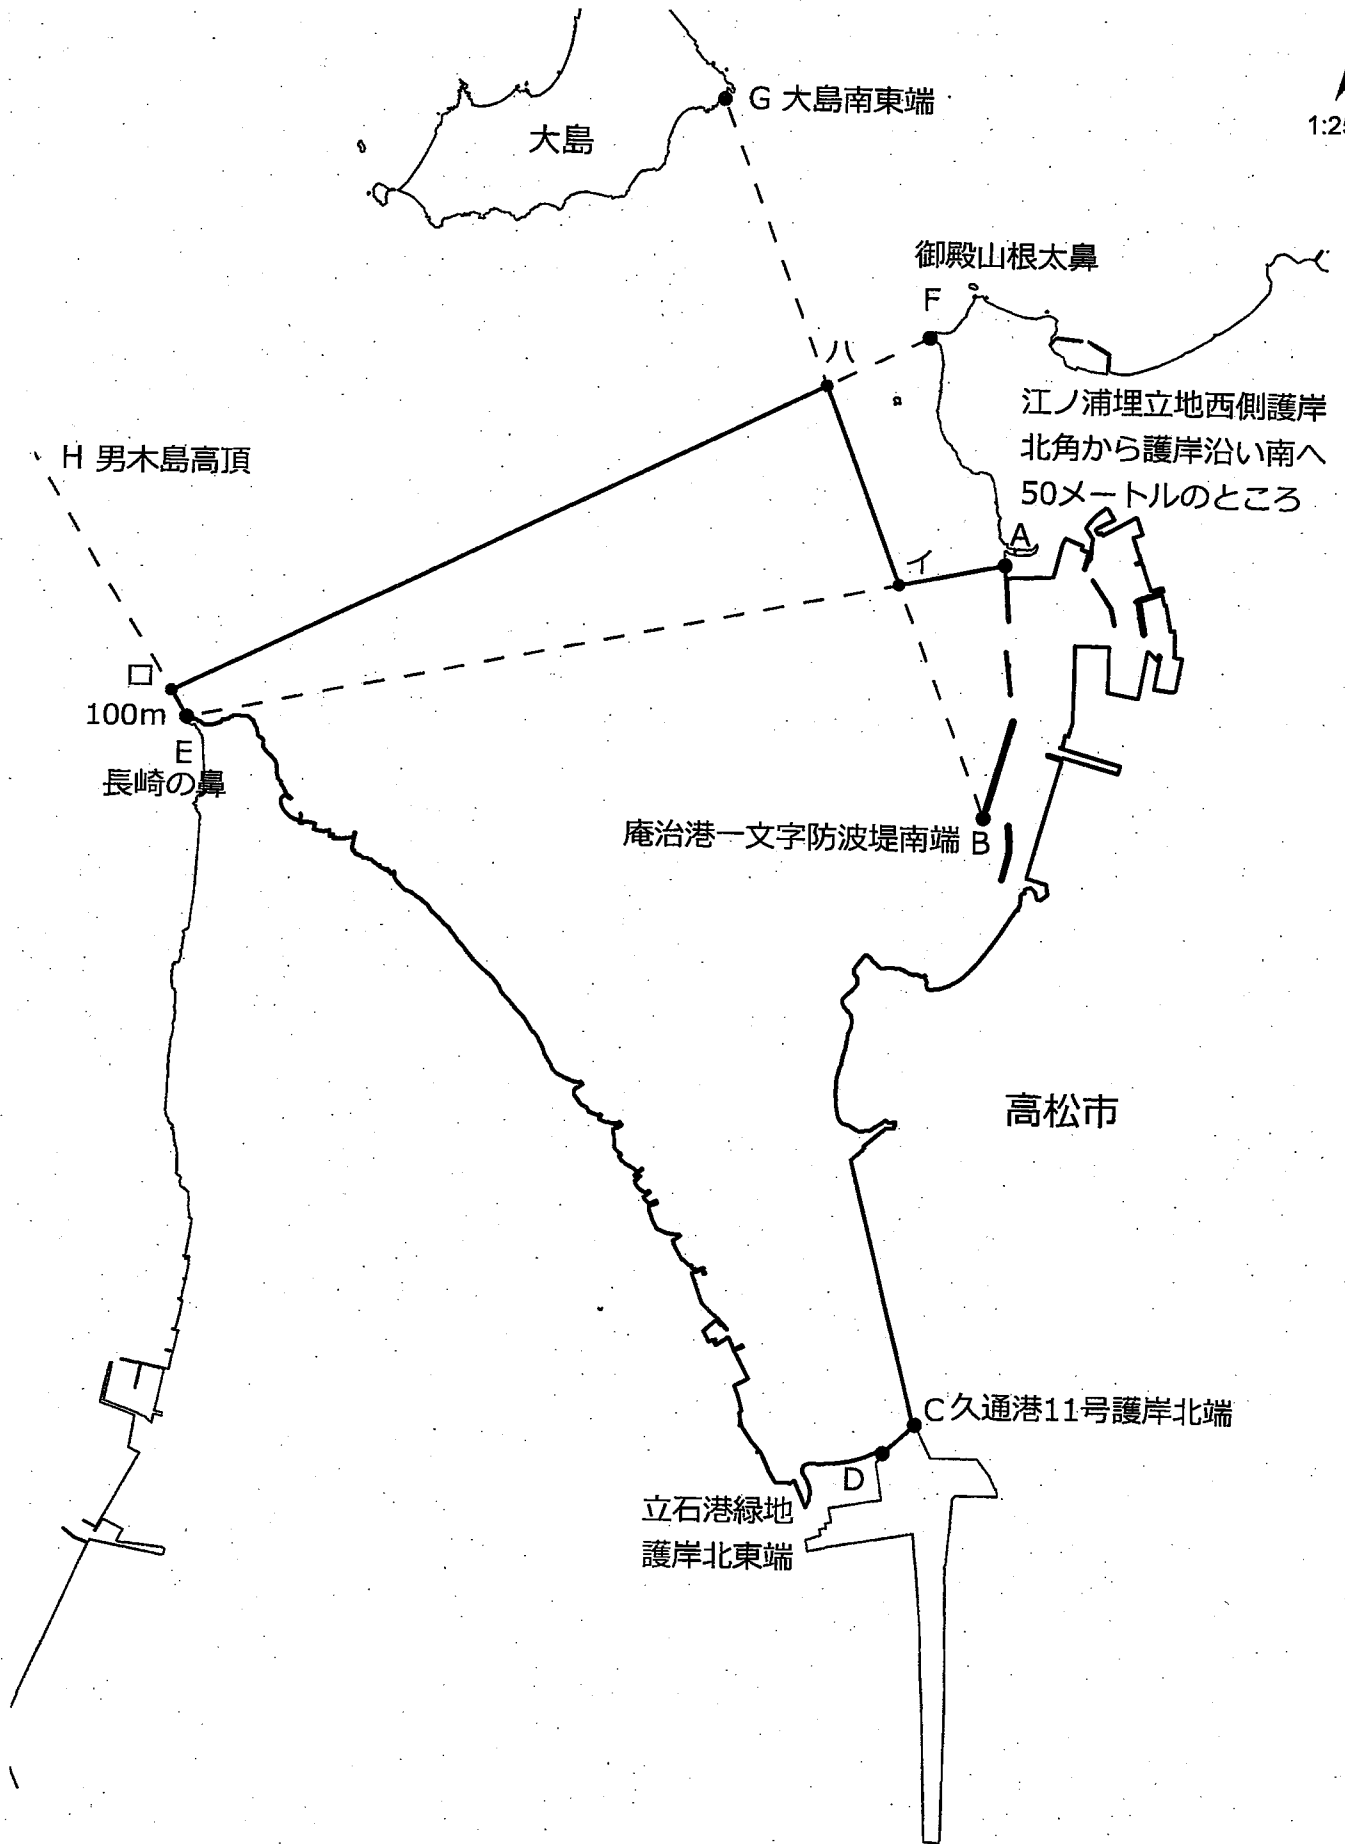 G 大島南東端
大島
1:25
御殿山根太鼻
F
ハ
江ノ浦埋立地西側護岸
北角から護岸沿い南へ
50メートルのところ
H 男木島高頂
A
イ
ロ
100m
E
長崎の鼻
庵治港一文字防波堤南端 B
高松市
C 久通港11号護岸北端
D
立石港緑地
護岸北東端